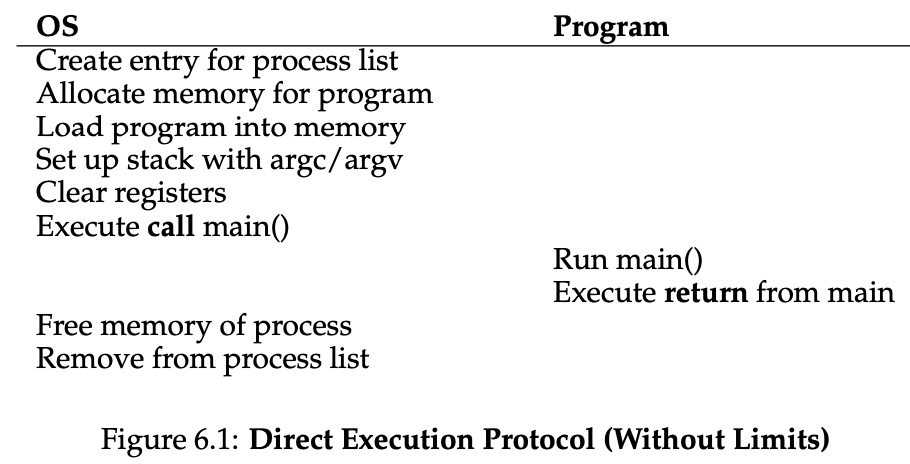 OS Program
Create entry for process list
Allocate memory for program
Load program into memory
Set up stack with argc/argv
Clear registers
Execute call main()
Run main()
Execute return from main
Free memory of process
Remove from process list
Figure 6.1: Direct Execution Protocol (Without Limits)